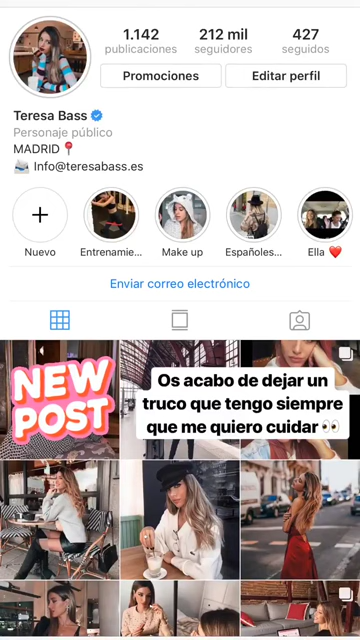 1.142
212 mil
427
publicaciones
seguidores
seguidos
Promociones
Editar perfil
Teresa Bass
Personaje público
MADRID📍
Info@teresabass.es
Nuevo
Entrenamie...
Make up
Españoles...
Ella ❤️
Enviar correo electrónico
NEW
POST
Os acabo de dejar un
truco que tengo siempre
que me quiero cuidar 👀